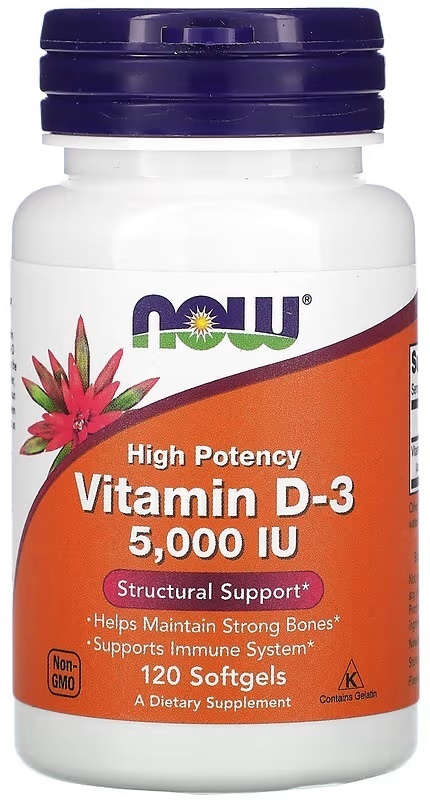 now®
High Potency
Vitamin D-3
5,000 IU
Structural Support*
•Helps Maintain Strong Bones*
•Supports Immune System*
Non-
GMO
120 Softgels
A Dietary Supplement
K
Contains Gelatin